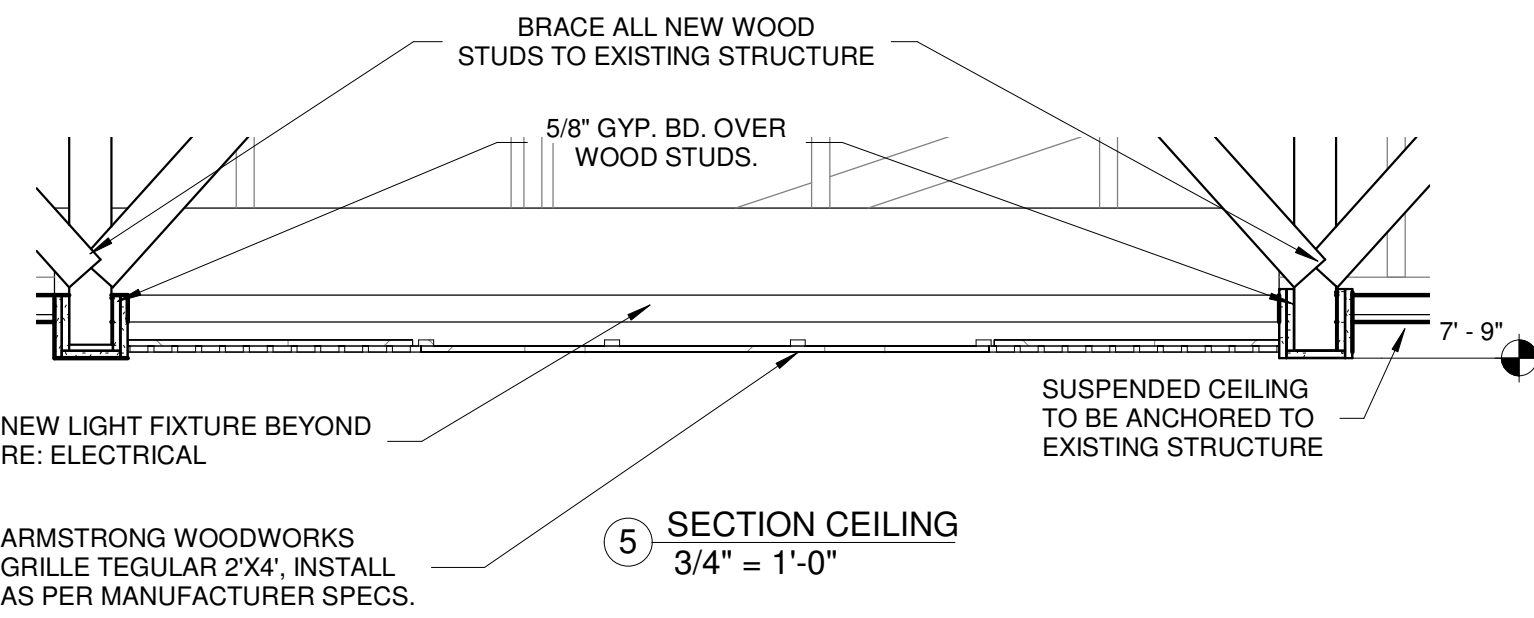 BRACE ALL NEW WOOD
STUDS TO EXISTING STRUCTURE
5/8" GYP. BD. OVER
WOOD STUDS.
7' - 9"
SUSPENDED CEILING
TO BE ANCHORED TO
EXISTING STRUCTURE
NEW LIGHT FIXTURE BEYOND
RE: ELECTRICAL
ARMSTRONG WOODWORKS
GRILLE TEGULAR 2'X4', INSTALL
AS PER MANUFACTURER SPECS.
5 SECTION CEILING
3/4" = 1'-0"